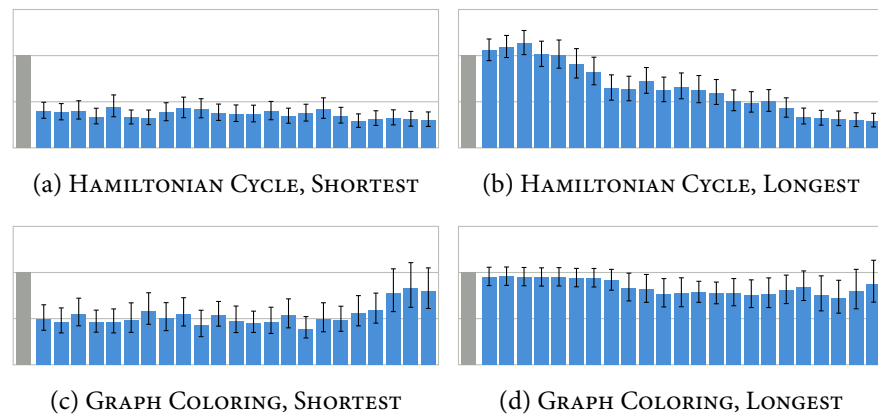 (a) Hamiltonian Cycle, Shortest
(b) Hamiltonian Cycle, Longest
(c) Graph Coloring, Shortest
(d) Graph Coloring, Longest